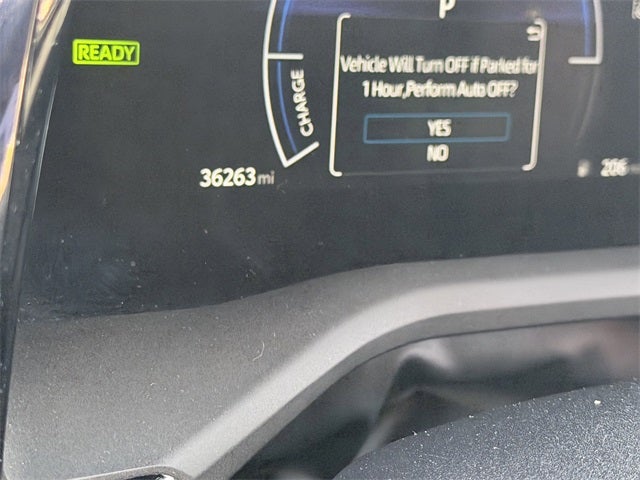 P
READY
Vehicle Will Turn OFF if Parked for
1 Hour,Perform Auto OFF?
YES
NO
CHARGE
36263 mi
206